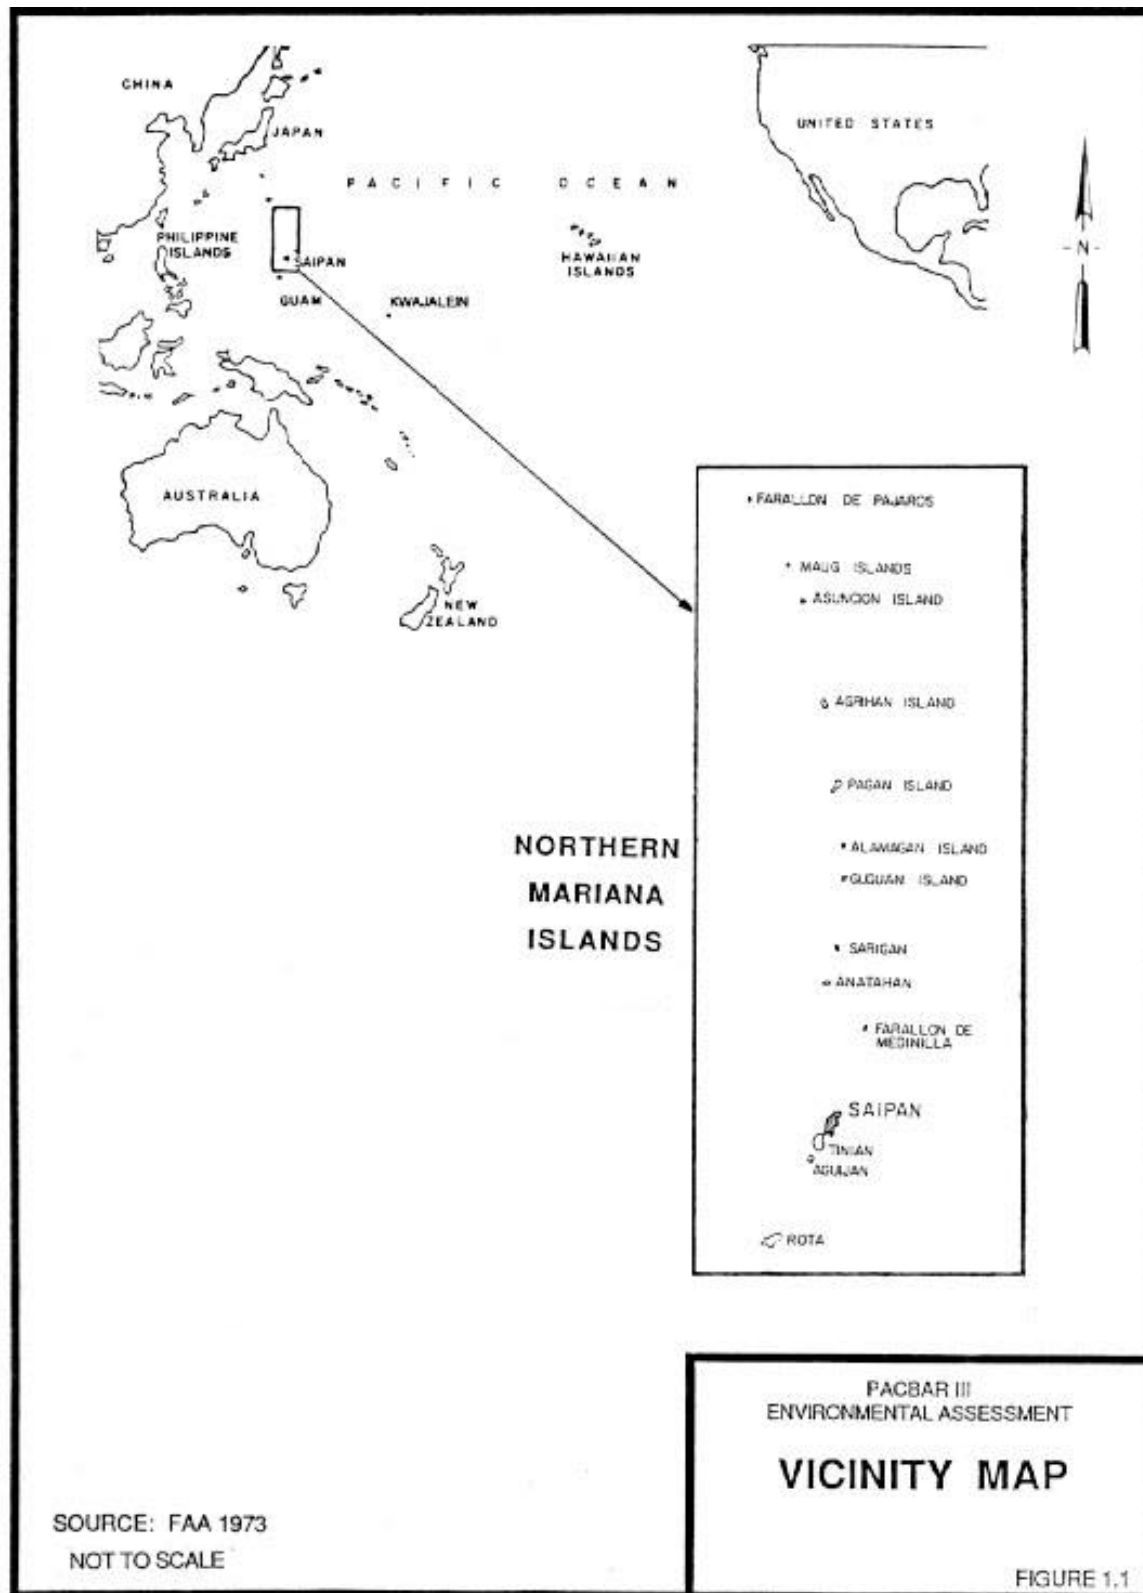 CHINA
JAPAN
UNITED STATES
PACIFIC OCEAN
PHILIPPINE
ISLANDS
SAIPAN
HAWAIIAN
ISLANDS
-N-
GUAM
KWAJALEIN
AUSTRALIA
NEW
ZEALAND
FARALLON DE PAJAROS
MAUG ISLANDS
ASUNCION ISLAND
AGRIHAN ISLAND
PAGAN ISLAND
NORTHERN
MARIANA
ISLANDS
ALAMAGAN ISLAND
GUGUAN ISLAND
SARIGAN
ANATAHAN
FARALLON DE
MEDINILLA
SAIPAN
TINIAN
AGUIJAN
ROTA
PACBAR III
ENVIRONMENTAL ASSESSMENT
VICINITY MAP
SOURCE: FAA 1973
NOT TO SCALE
FIGURE 1.1